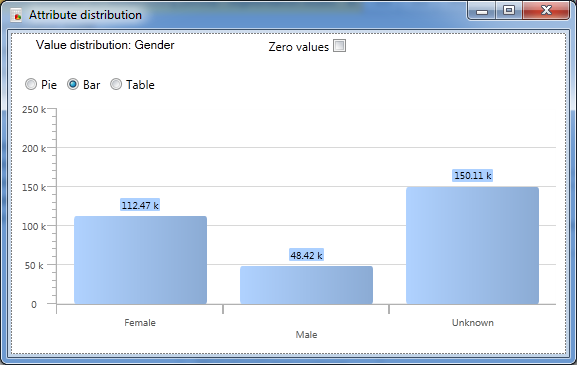 Attribute distribution
Value distribution: Gender
Zero values
Pie
Bar
Table
250 k
200 k
150 k
100 k
50 k
0
112.47 k
48.42 k
150.11 k
Female
Male
Unknown